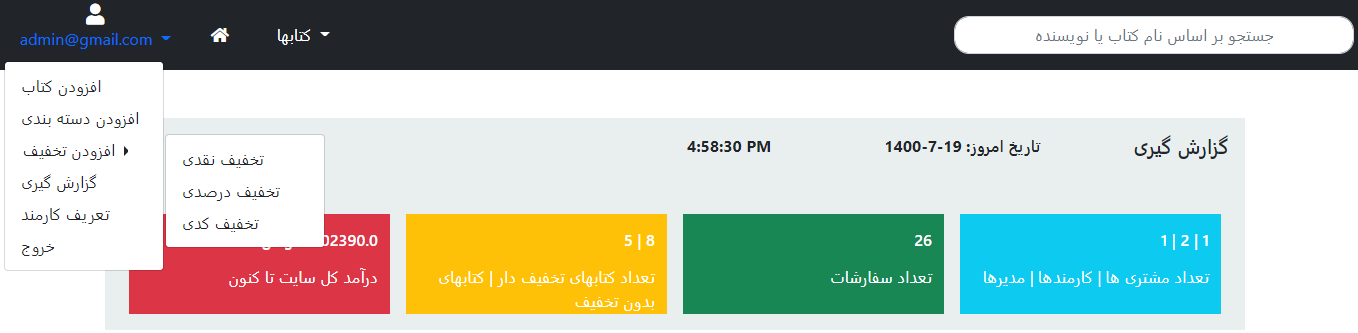 admin@gmail.com
کتابها
جستجو بر اساس نام کتاب یا نویسنده
افزودن کتاب
افزودن دسته بندی
افزودن تخفیف
گزارش گیری
تعریف کارمند
خروج
تخفیف نقدی
تخفیف درصدی
تخفیف کدی
گزارش گیری
تاریخ امروز: 19-7-1400
4:58:30 PM
1 | 2 | 1
تعداد مشتری ها | کارمندها | مدیرها
26
تعداد سفارشات
8 | 5
تعداد کتابهای تخفیف دار | کتابهای
بدون تخفیف
02390.0
درآمد کل سایت تا کنون